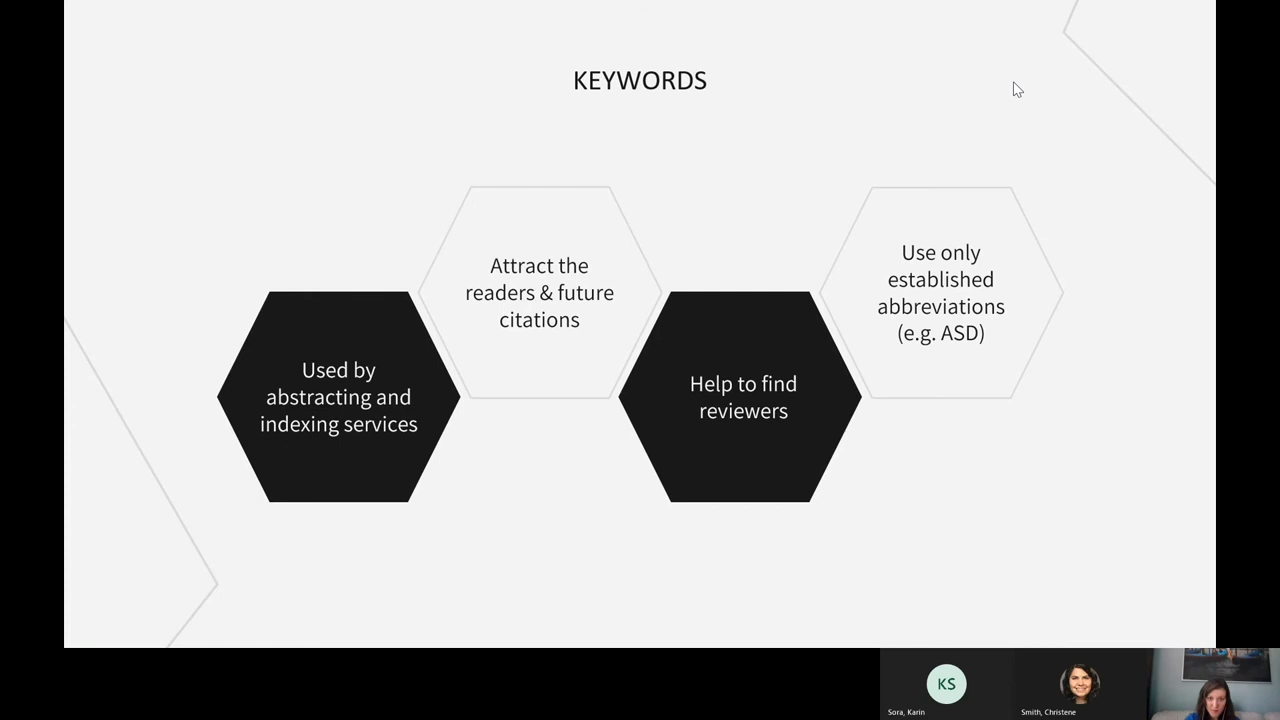 KEYWORDS
Used by
abstracting and
indexing services
Attract the
readers & future
citations
Help to find
reviewers
Use only
established
abbreviations
(e.g. ASD)
KS
Sora, Karin
Smith, Christene